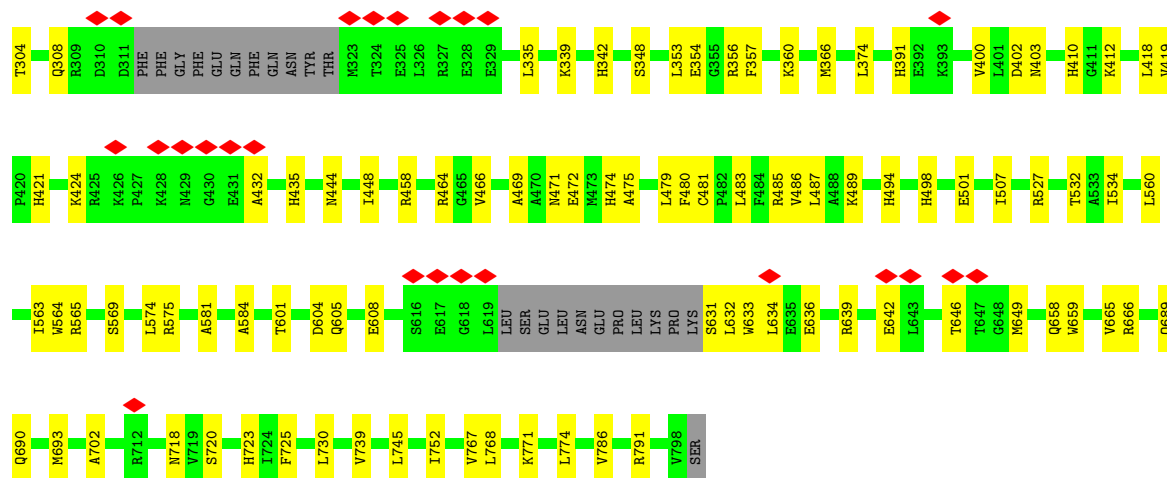 T304 Q308 R309 D310 D311 PHE PHE GLY PHE GLU GLN PHE GLN ASN TYR THR M323 T324 E325 L326 R327 E328 E329 L335 K339 H342 S348 L353 E354 G355 R356 F357 K360 M366 L374 H391 E392 K393 V400 L401 D402 N403 H410 G411 K412 L418 V419
P420 H421 K424 R425 K426 P427 K428 N429 G430 E431 A432 H435 N444 I448 R458 R464 G465 V466 A469 A470 N471 E472 M473 H474 A475 L479 F480 C481 P482 L483 F484 R485 V486 L487 A488 K489 H494 H498 E501 I507 R527 T532 A533 I534 L560
I563 W564 R565 S569 L574 R575 A581 A584 T601 D604 Q605 E608 S616 E617 G618 L619 LEU SER GLU LEU ASN GLU PRO LEU LYS PRO LYS S631 L632 W633 L634 E635 E636 R639 E642 L643 T646 T647 G648 M649 Q658 W659 V665 R666
Q690 M693 A702 R712 N718 V719 S720 H723 I724 F725 L730 V739 L745 I752 V767 L768 K771 L774 V786 R791 V798 SER